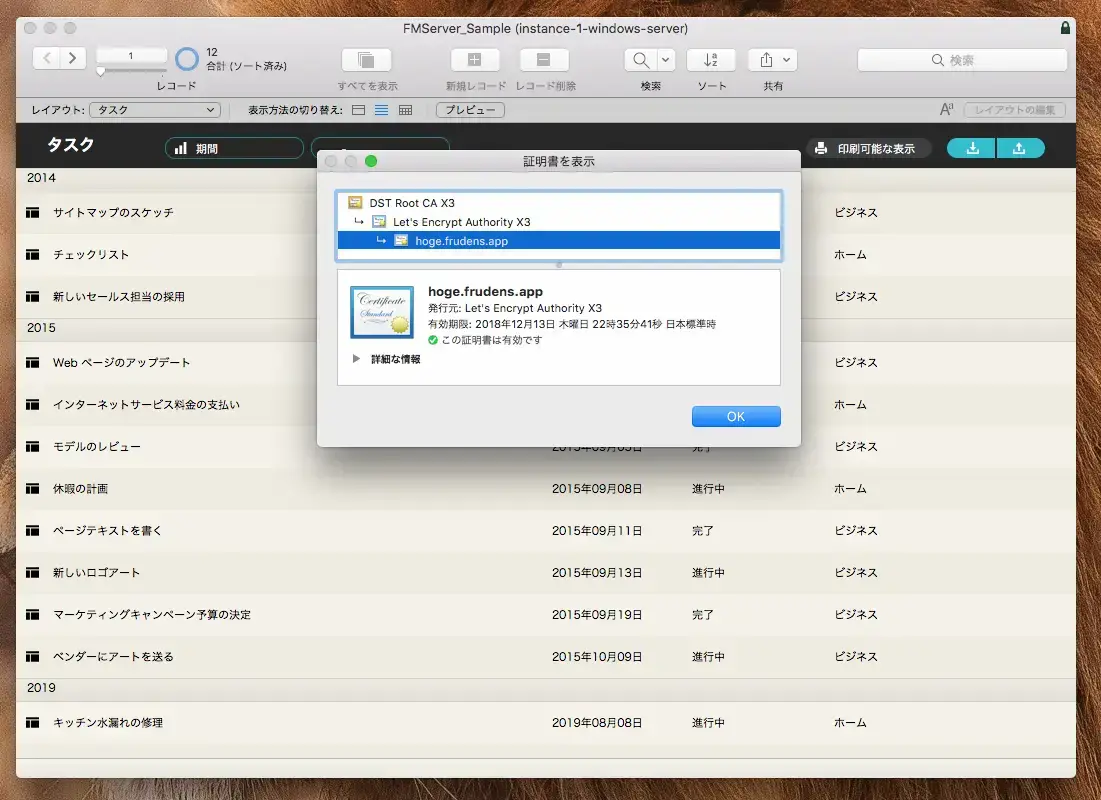 FMServer_Sample (instance-1-windows-server)
1
12
合計 (ソート済み)
レコード
すべてを表示
新規レコード
レコード削除
検索
ソート
共有
検索
レイアウト: タスク
表示方法の切り替え:
プレビュー
レイアウトの編集
タスク
期間
印刷可能な表示
証明書を表示
DST Root CA X3
Let's Encrypt Authority X3
hoge.frudens.app
Certificate
Standard
hoge.frudens.app
発行元: Let's Encrypt Authority X3
有効期限: 2018年12月13日 木曜日 22時35分41秒 日本標準時
この証明書は有効です
詳細な情報
OK
2014
サイトマップのスケッチ ビジネス
チェックリスト ホーム
新しいセールス担当の採用 ビジネス
2015
Web ページのアップデート ビジネス
インターネットサービス料金の支払い ホーム
モデルのレビュー ビジネス
休暇の計画 2015年09月08日 進行中 ホーム
ページテキストを書く 2015年09月11日 完了 ビジネス
新しいロゴアート 2015年09月13日 進行中 ビジネス
マーケティングキャンペーン予算の決定 2015年09月19日 完了 ビジネス
ベンダーにアートを送る 2015年10月09日 進行中 ビジネス
2019
キッチン水漏れの修理 2019年08月08日 進行中 ホーム